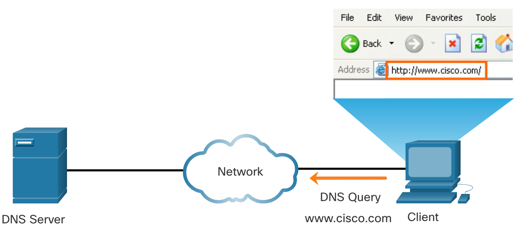 File Edit View Favorites Tools
Back
Address http://www.cisco.com/
Network
DNS Query
www.cisco.com
Client
DNS Server